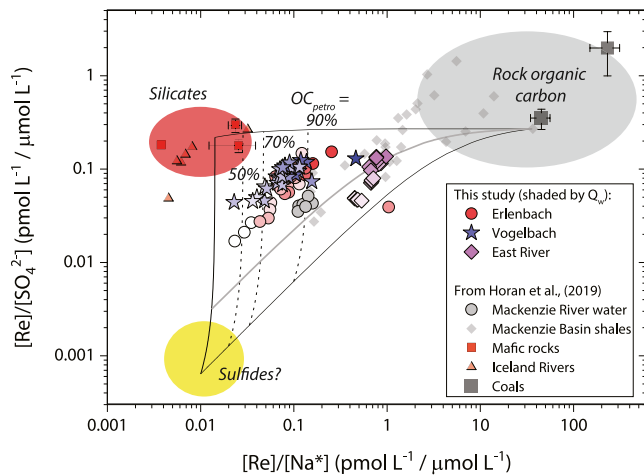 [Re]/[SO₄²⁻] (pmol L⁻¹ / μmol L⁻¹)
1
0.1
0.01
0.001
Silicates
OCpetro =
90%
70%
50%
Rock organic
carbon
Sulfides?
This study (shaded by Qw):
Erlenbach
Vogelbach
East River
From Horan et al., (2019)
Mackenzie River water
Mackenzie Basin shales
Mafic rocks
Iceland Rivers
Coals
0.001
0.01
0.1
1
10
100
[Re]/[Na*] (pmol L⁻¹ / μmol L⁻¹)